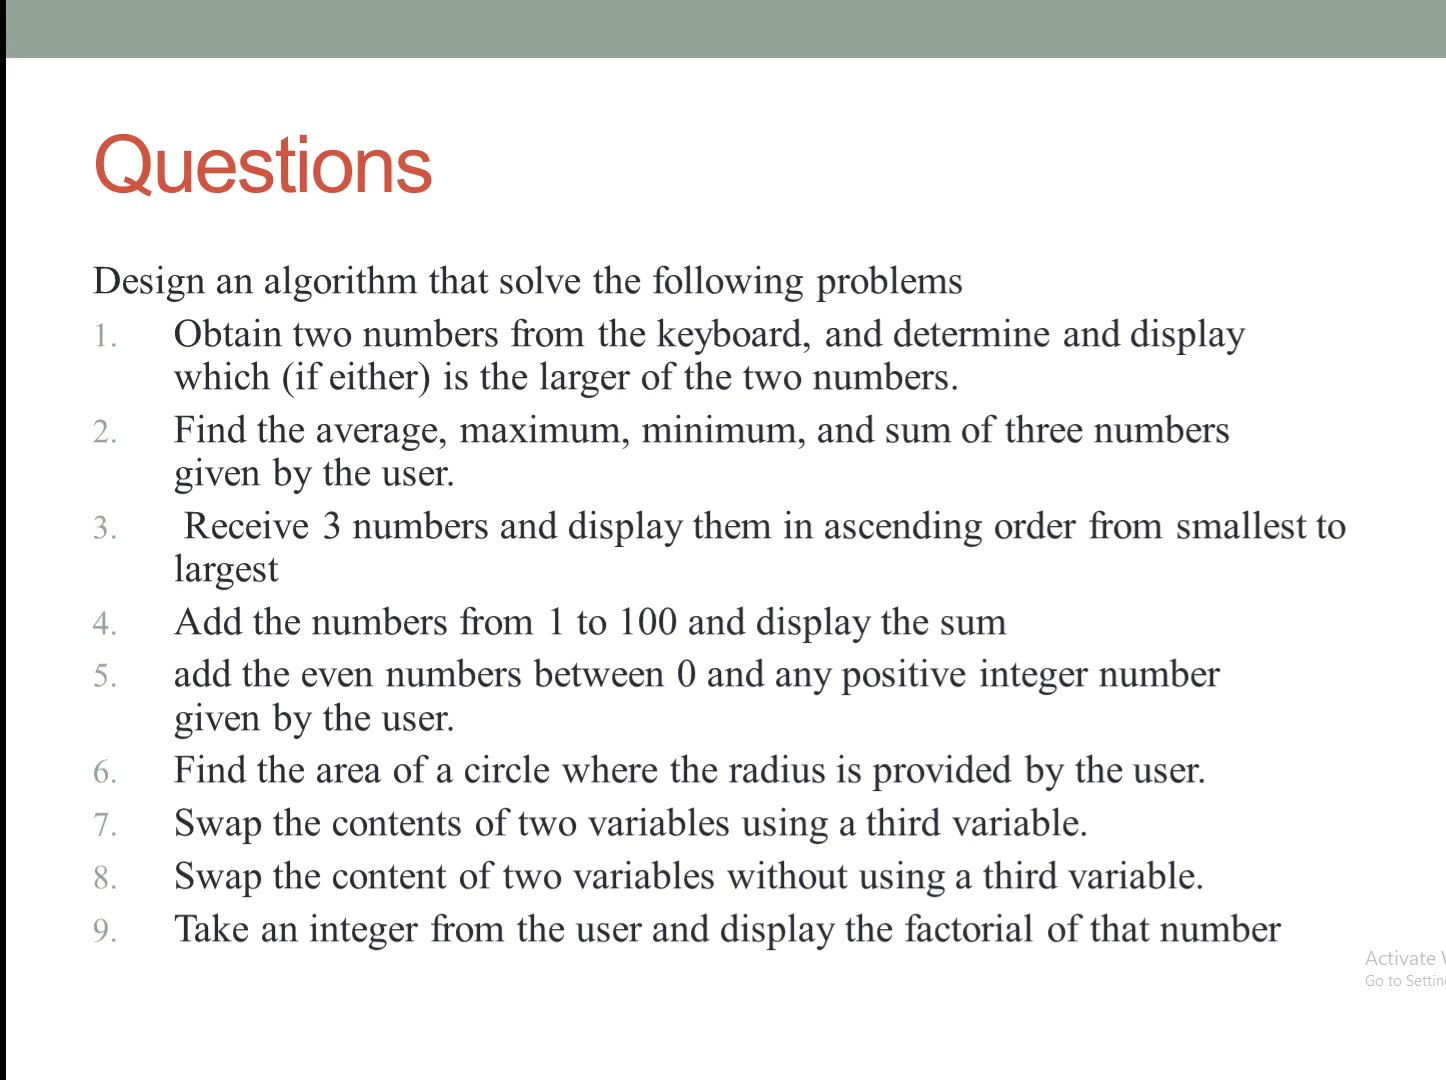 Questions
Design an algorithm that solve the following problems
1. Obtain two numbers from the keyboard, and determine and display
which (if either) is the larger of the two numbers.
2. Find the average, maximum, minimum, and sum of three numbers
given by the user.
3. Receive 3 numbers and display them in ascending order from smallest to
largest
4. Add the numbers from 1 to 100 and display the sum
5. add the even numbers between 0 and any positive integer number
given by the user.
6. Find the area of a circle where the radius is provided by the user.
7. Swap the contents of two variables using a third variable.
8. Swap the content of two variables without using a third variable.
9. Take an integer from the user and display the factorial of that number
Activate
Go to